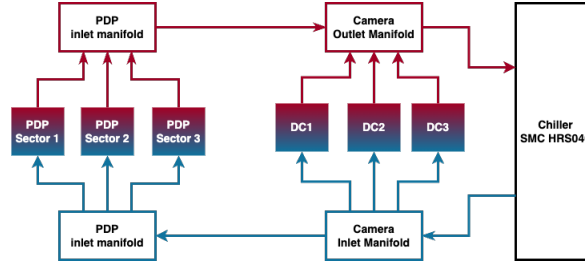 PDP
inlet manifold
Camera
Outlet Manifold
PDP
Sector 1
PDP
Sector 2
PDP
Sector 3
DC1
DC2
DC3
Chiller
SMC
PDP
inlet manifold
Camera
Inlet Manifold